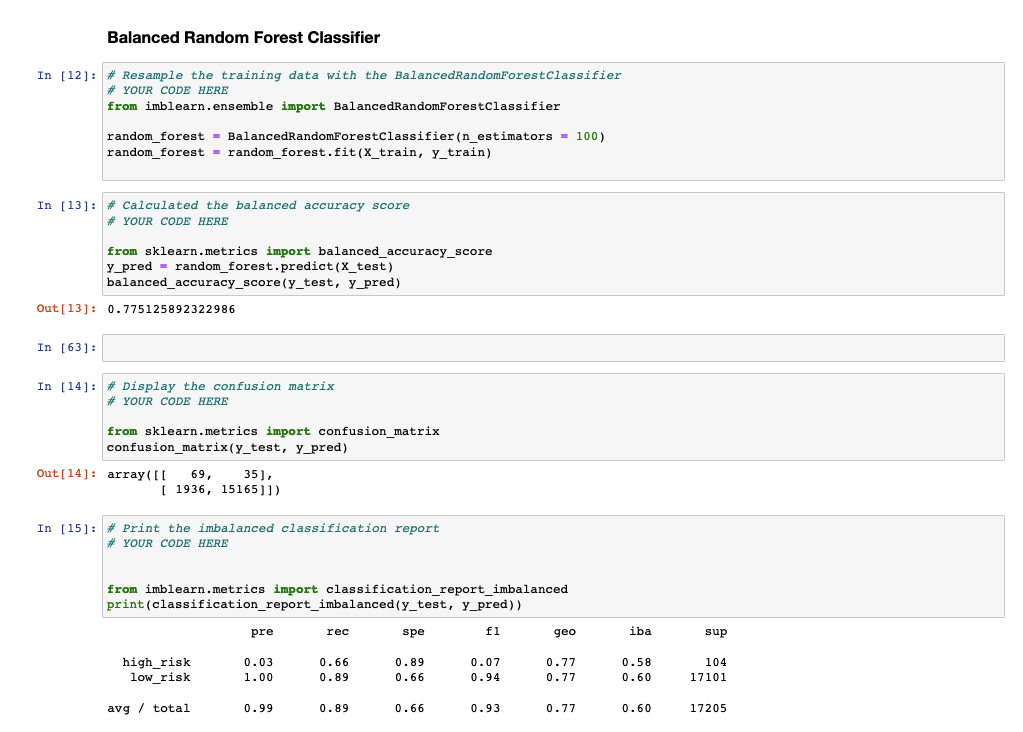 Balanced Random Forest Classifier
In [12]: # Resample the training data with the BalancedRandomForestClassifier
# YOUR CODE HERE
from imblearn.ensemble import BalancedRandomForestClassifier
random_forest = BalancedRandomForestClassifier(n_estimators = 100)
random_forest = random_forest.fit(X_train, y_train)
In [13]: # Calculated the balanced accuracy score
# YOUR CODE HERE
from sklearn.metrics import balanced_accuracy_score
y_pred = random_forest.predict(X_test)
balanced_accuracy_score(y_test, y_pred)
Out[13]: 0.775125892322986
In [63]:
In [14]: # Display the confusion matrix
# YOUR CODE HERE
from sklearn.metrics import confusion_matrix
confusion_matrix(y_test, y_pred)
Out[14]: array([[   69,    35],
       [ 1936, 15165]])
In [15]: # Print the imbalanced classification report
# YOUR CODE HERE
from imblearn.metrics import classification_report_imbalanced
print(classification_report_imbalanced(y_test, y_pred))
pre rec spe f1 geo iba sup
high_risk 0.03 0.66 0.89 0.07 0.77 0.58 104
low_risk 1.00 0.89 0.66 0.94 0.77 0.60 17101
avg / total 0.99 0.89 0.66 0.93 0.77 0.60 17205